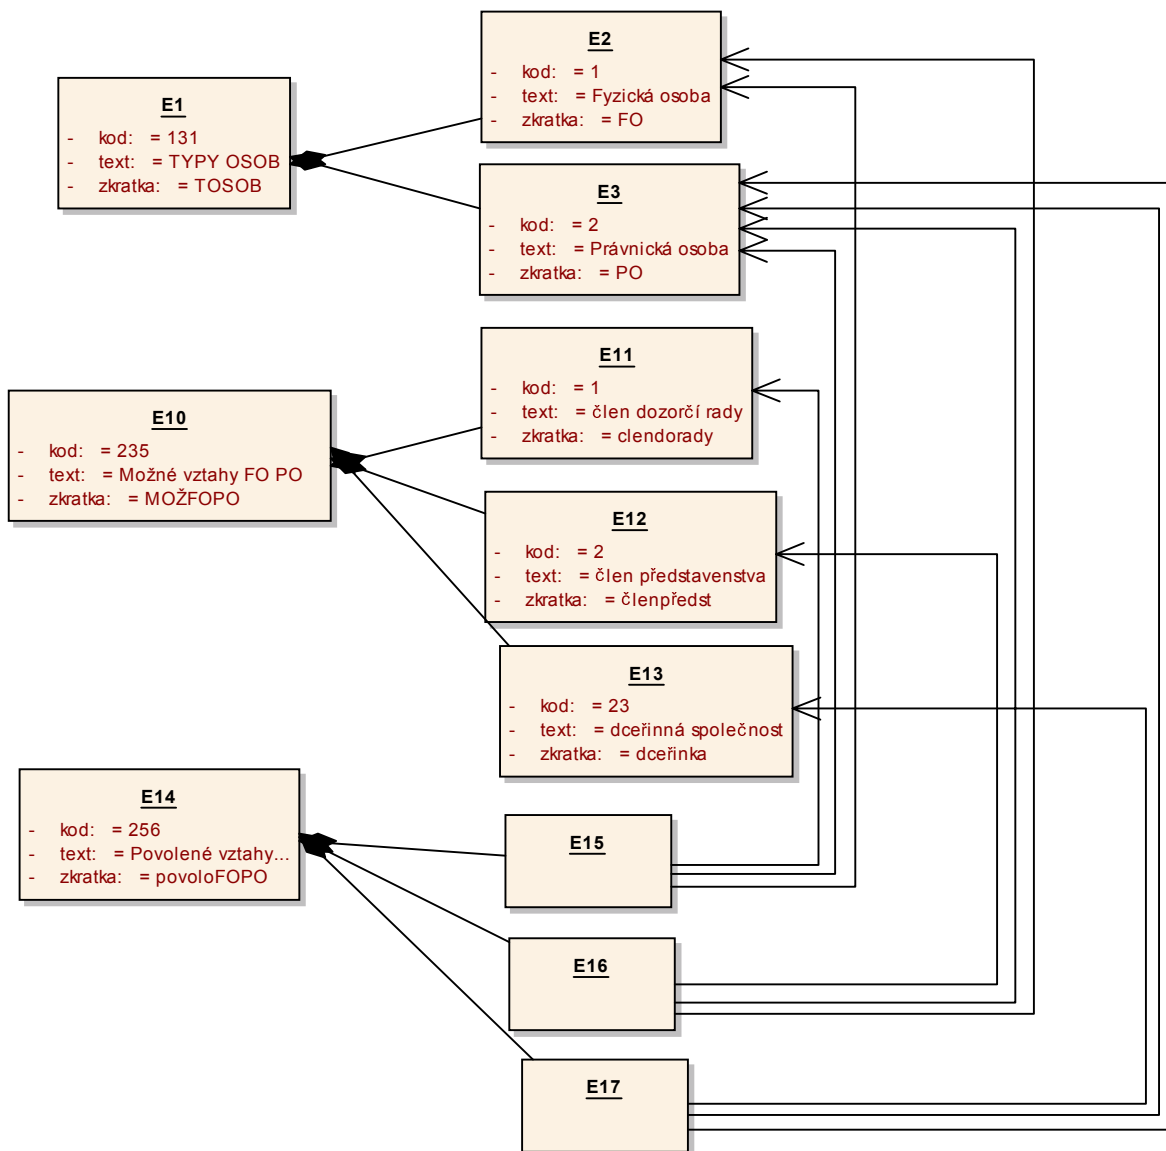 E2
- kod: = 1
- text: = Fyzická osoba
- zkratka: = FO
E1
- kod: = 131
- text: = TYPY OSOB
- zkratka: = TOSOB
E3
- kod: = 2
- text: = Právnická osoba
- zkratka: = PO
E11
- kod: = 1
- text: = člen dozorčí rady
- zkratka: = clendorady
E10
- kod: = 235
- text: = Možné vztahy FO PO
- zkratka: = MOŽFOPO
E12
- kod: = 2
- text: = člen představenstva
- zkratka: = členpředst
E13
- kod: = 23
- text: = dceřinná společnost
- zkratka: = dceřinka
E14
- kod: = 256
- text: = Povolené vztahy...
- zkratka: = povoloFOPO
E15
E16
E17